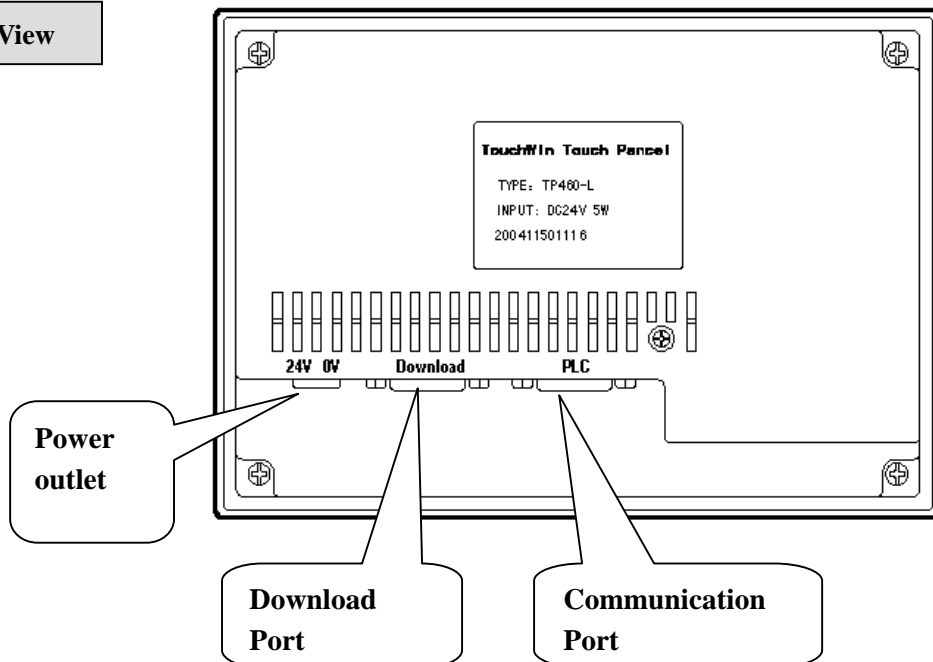 View
TouchWin Touch Pancel
TYPE: TP460-L
INPUT: DC24V 5W
200411501116
24V 0V Download PLC
Power
outlet
Download
Port
Communication
Port